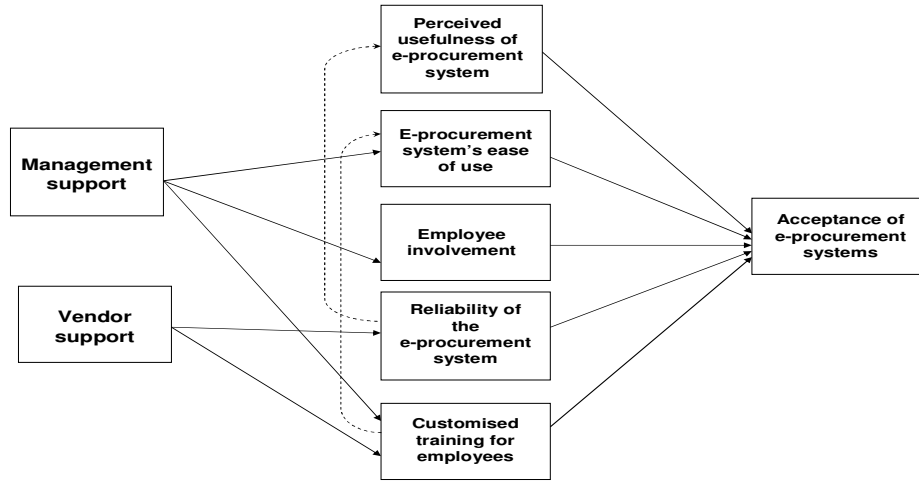 Perceived
usefulness of
e-procurement
system
Management
support
E-procurement
system's ease
of use
Employee
involvement
Acceptance of
e-procurement
systems
Vendor
support
Reliability of
the
e-procurement
system
Customised
training for
employees